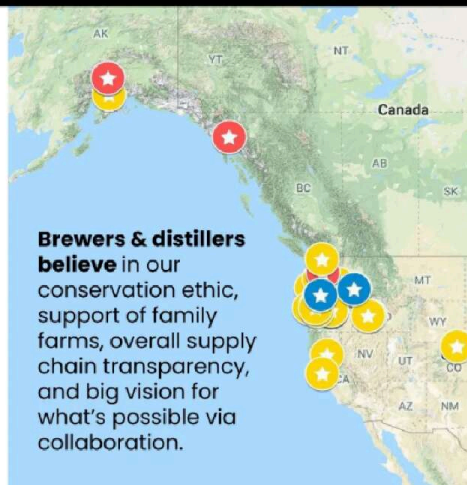 AK
YT
NT
Canada
AB
BC
SK
Brewers & distillers
believe in our
conservation ethic,
support of family
farms, overall supply
chain transparency,
and big vision for
what's possible via
collaboration.
MT
WY
NV
UT
CO
CA
AZ
NM